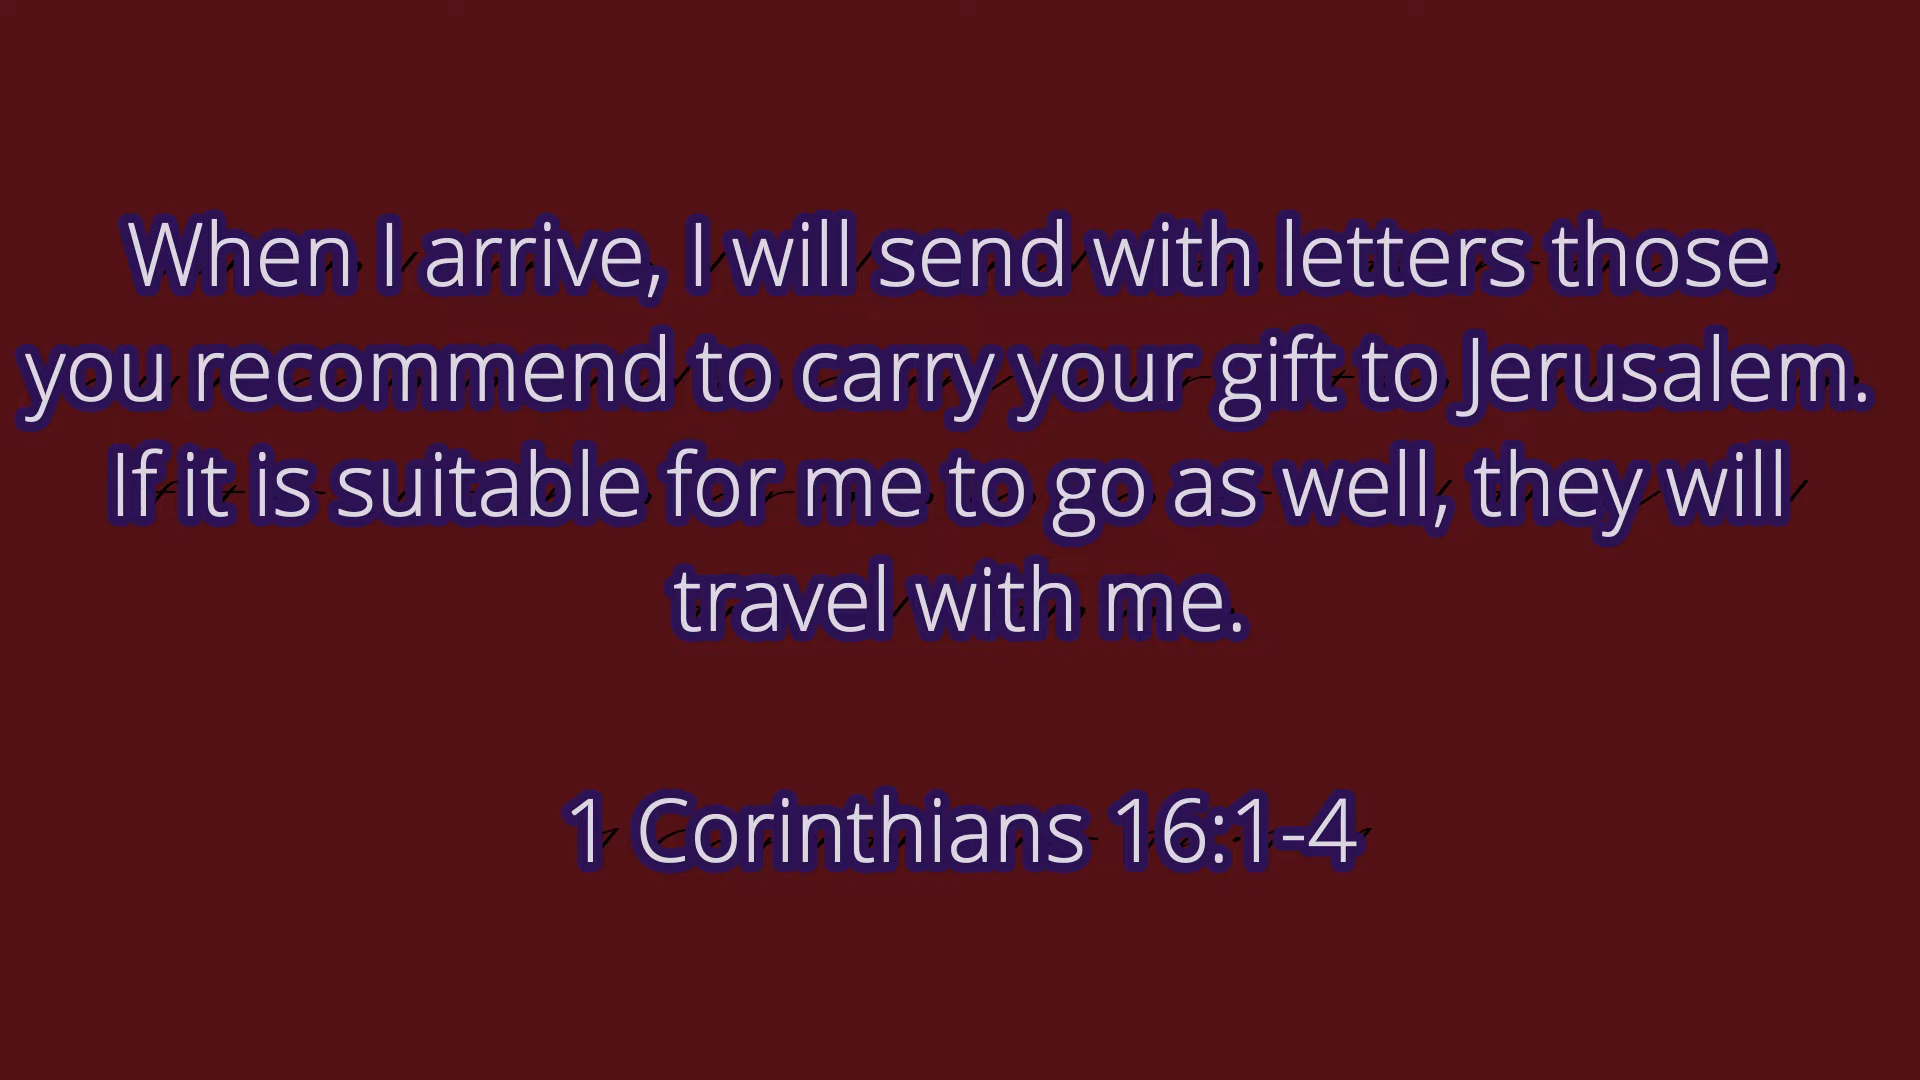 When I arrive, I will send with letters those
you recommend to carry your gift to Jerusalem.
If it is suitable for me to go as well, they will
travel with me.
1 Corinthians 16:1-4